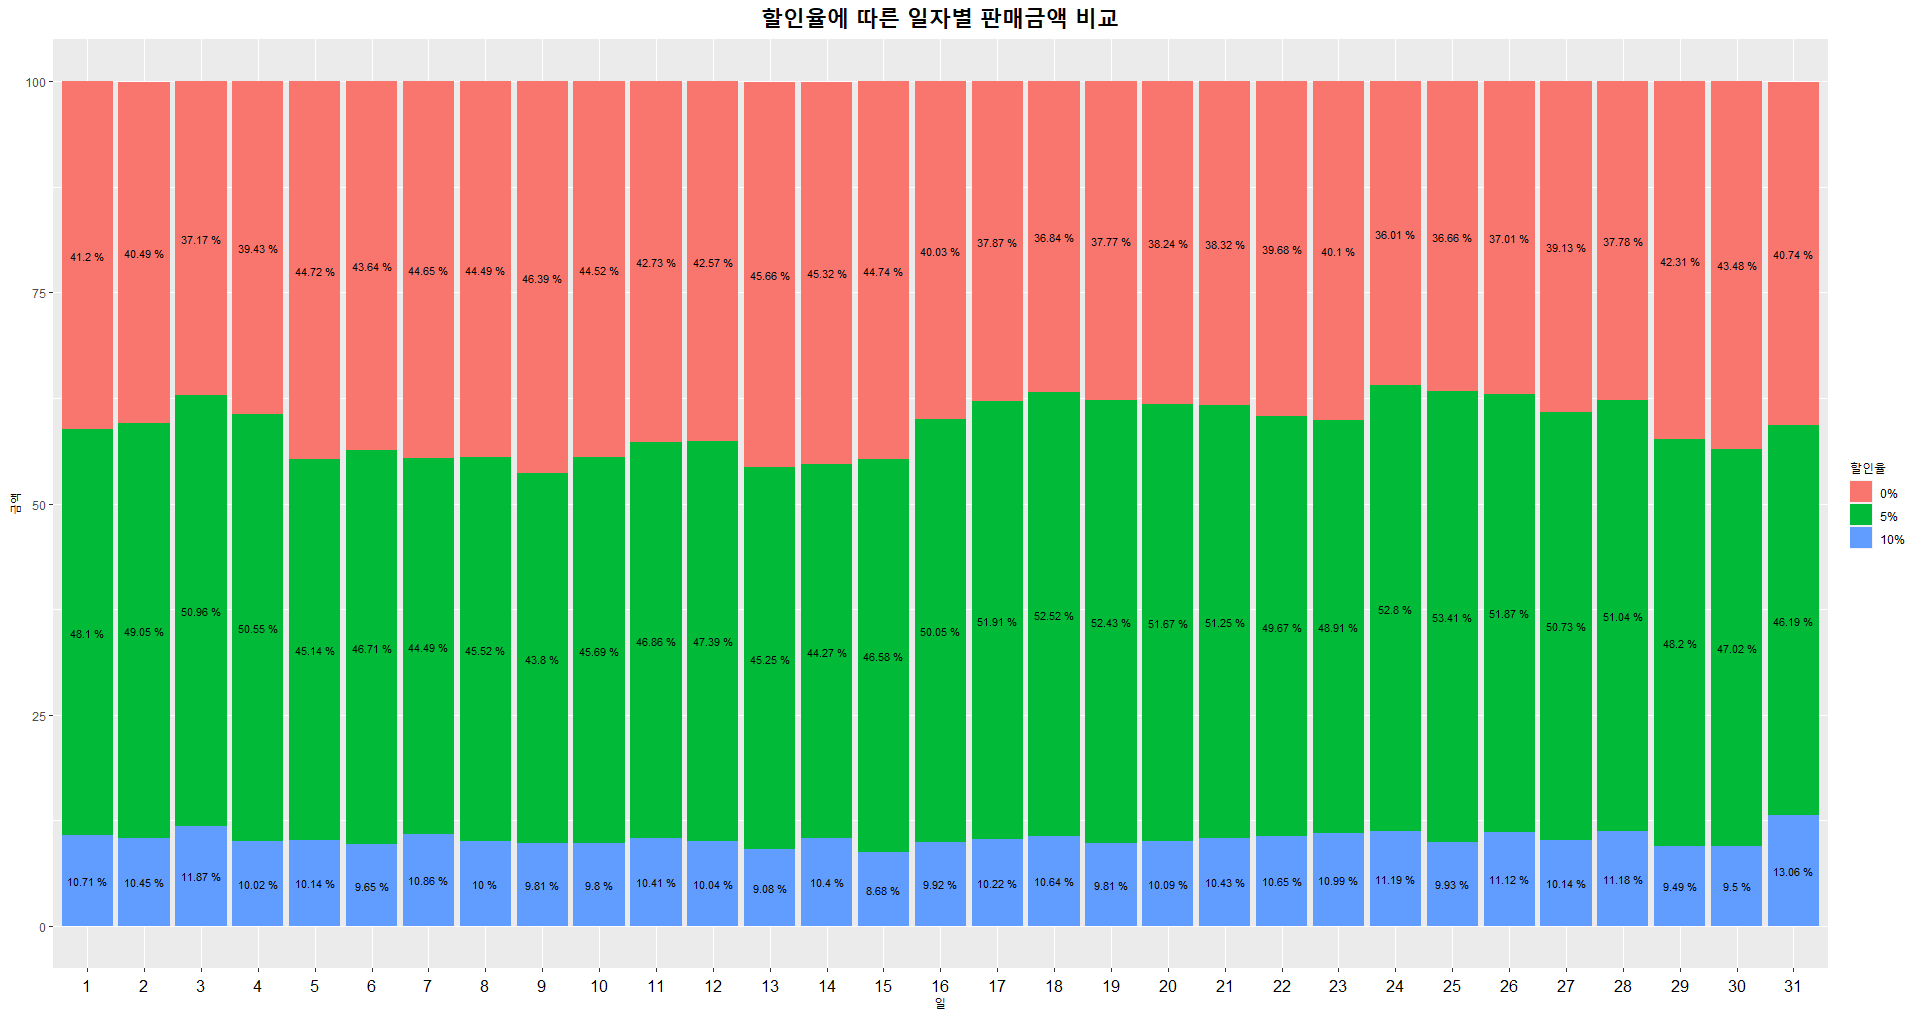 할인율에 따른 일자별 판매금액 비교
금액
100
75
50
25
0
41.2 % 40.49 % 37.17 % 39.43 % 44.72 % 43.64 % 44.65 % 44.49 % 46.39 % 44.52 % 42.73 % 42.57 % 45.66 % 45.32 % 44.74 % 40.03 % 37.87 % 36.84 % 37.77 % 38.24 % 38.32 % 39.68 % 40.1 % 36.01 % 36.66 % 37.01 % 39.13 % 37.78 % 42.31 % 43.48 % 40.74 %
48.1 % 49.05 % 50.96 % 50.55 % 45.14 % 46.71 % 44.49 % 45.52 % 43.8 % 45.69 % 46.86 % 47.39 % 45.25 % 44.27 % 46.58 % 50.05 % 51.91 % 52.52 % 52.43 % 51.67 % 51.25 % 49.67 % 48.91 % 52.8 % 53.41 % 51.87 % 50.73 % 51.04 % 48.2 % 47.02 % 46.19 %
10.71 % 10.45 % 11.87 % 10.02 % 10.14 % 9.65 % 10.86 % 10 % 9.81 % 9.8 % 10.41 % 10.04 % 9.08 % 10.4 % 8.68 % 9.92 % 10.22 % 10.64 % 9.81 % 10.09 % 10.43 % 10.65 % 10.99 % 11.19 % 9.93 % 11.12 % 10.14 % 11.18 % 9.49 % 9.5 % 13.06 %
1 2 3 4 5 6 7 8 9 10 11 12 13 14 15 16 17 18 19 20 21 22 23 24 25 26 27 28 29 30 31
일
할인율
0%
5%
10%